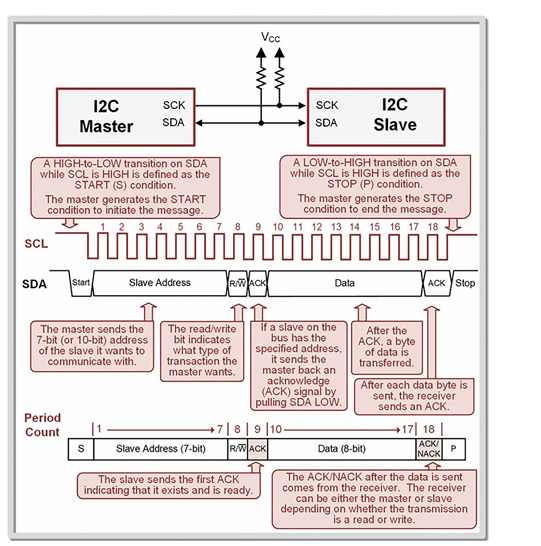 VCC
I2C
Master
SCK
SDA
SCK
SDA
I2C
Slave
A HIGH-to-LOW transition on SDA
while SCL is HIGH is defined as the
START (S) condition.
The master generates the START
condition to initiate the message.
A LOW-to-HIGH transition on SDA
while SCL is HIGH is defined as the
STOP (P) condition.
The master generates the STOP
condition to end the message.
1 2 3 4 5 6 7 8 9 10 11 12 13 14 15 16 17 18
SCL
SDA
Start Slave Address R/W̅ ACK Data ACK Stop
The master sends the
7-bit (or 10-bit) address
of the slave it wants to
communicate with.
The read/write
bit indicates
what type of
transaction the
master wants.
If a slave on the
bus has the
specified address,
it sends the
master back an
acknowledge
(ACK) signal by
pulling SDA LOW.
After the
ACK, a byte
of data is
transferred.
After each data byte is
sent, the receiver
sends an ACK.
Period
Count
1 7 8 9 10 17 18
S Slave Address (7-bit) R/W̅ ACK Data (8-bit) ACK/
NACK P
The slave sends the first ACK
indicating that it exists and is ready.
The ACK/NACK after the data is sent
comes from the receiver. The receiver
can be either the master or slave
depending on whether the transmission
is a read or write.